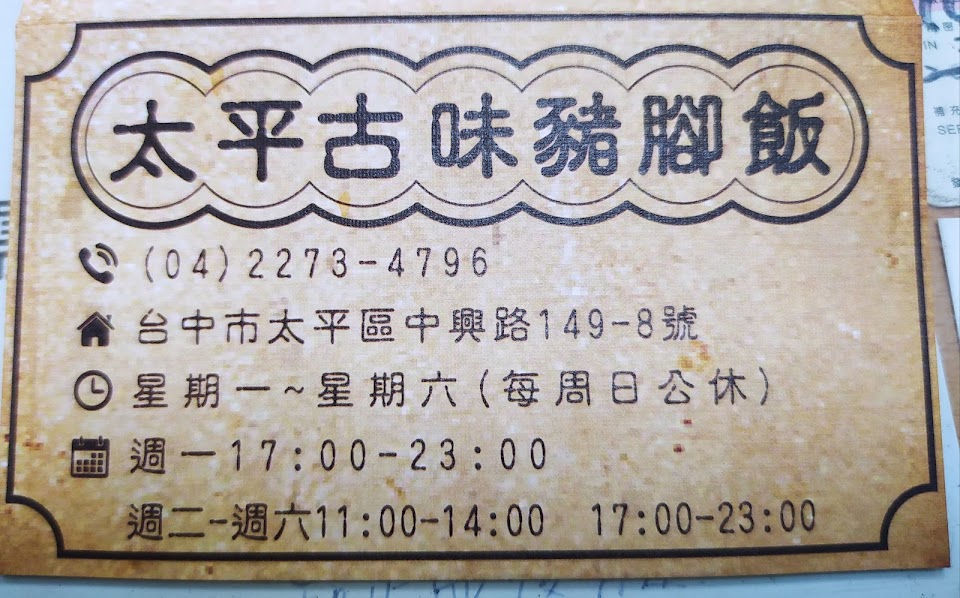 太平古味豬腳飯
(04)2273-4796
台中市太平區中興路149-8號
星期一~星期六(每周日公休)
週一17:00-23:00
週二-週六11:00-14:00 17:00-23:00